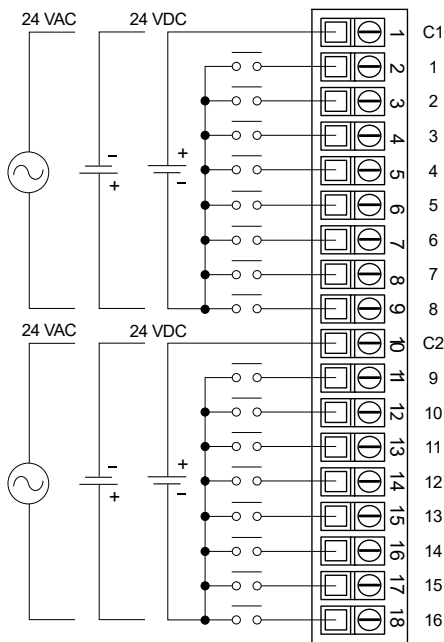 24 VAC 24 VDC
1 C1
2 1
3 2
- + 4 3
5 4
+ - 6 5
7 6
8 7
9 8
24 VAC 24 VDC 10 C2
11 9
12 10
13 11
- + 14 12
+ - 15 13
16 14
17 15
18 16